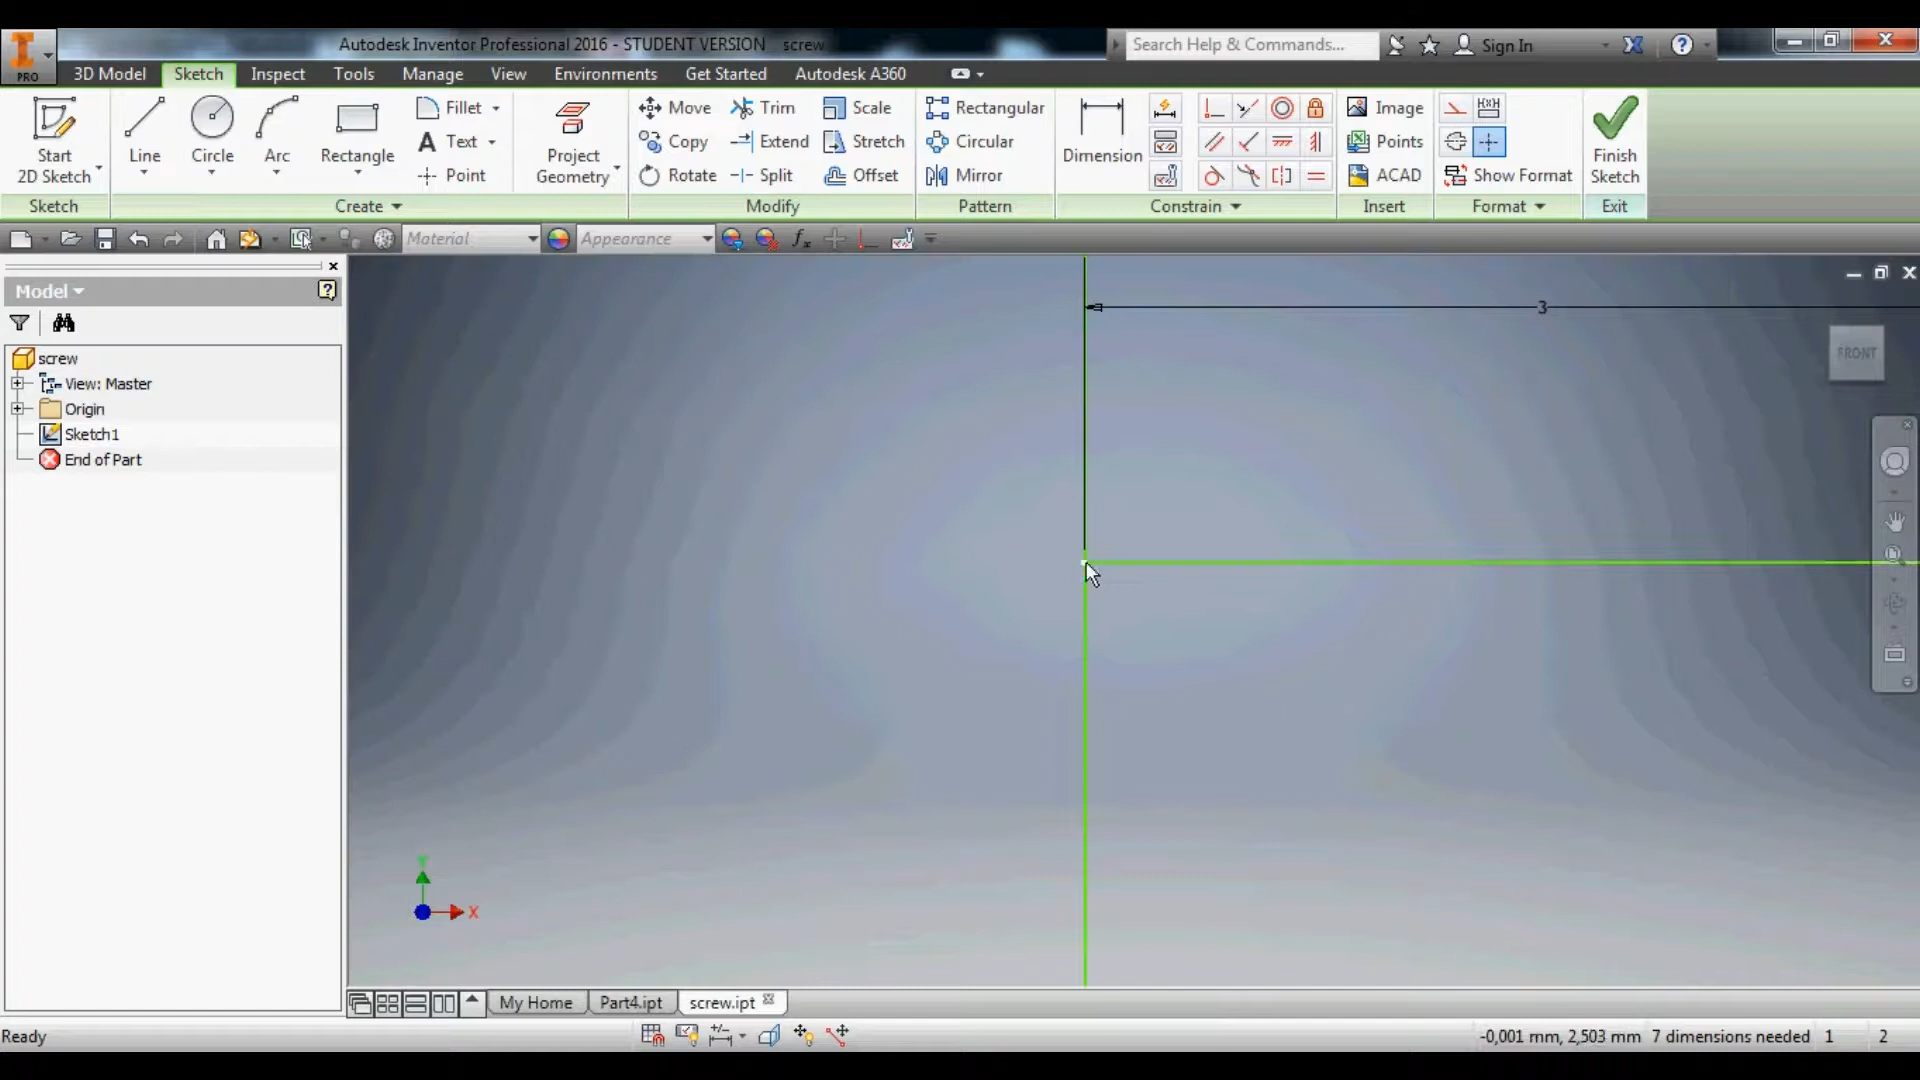 Autodesk Inventor Professional 2016 - STUDENT VERSION screw
Search Help & Commands...
Sign In
PRO
3D Model
Sketch
Inspect
Tools
Manage
View
Environments
Get Started
Autodesk A360
Start
2D Sketch
Line
Circle
Arc
Rectangle
Fillet
Text
Point
Project
Geometry
Move
Copy
Rotate
Trim
Extend
Split
Scale
Stretch
Offset
Rectangular
Circular
Mirror
Dimension
Image
Points
ACAD
Show Format
Finish
Sketch
Sketch
Create
Modify
Pattern
Constrain
Insert
Format
Exit
Material
Appearance
Model
screw
View: Master
Origin
Sketch1
End of Part
3
FRONT
Y
X
My Home
Part4.ipt
screw.ipt
Ready
-0,001 mm, 2,503 mm
7 dimensions needed
1
2